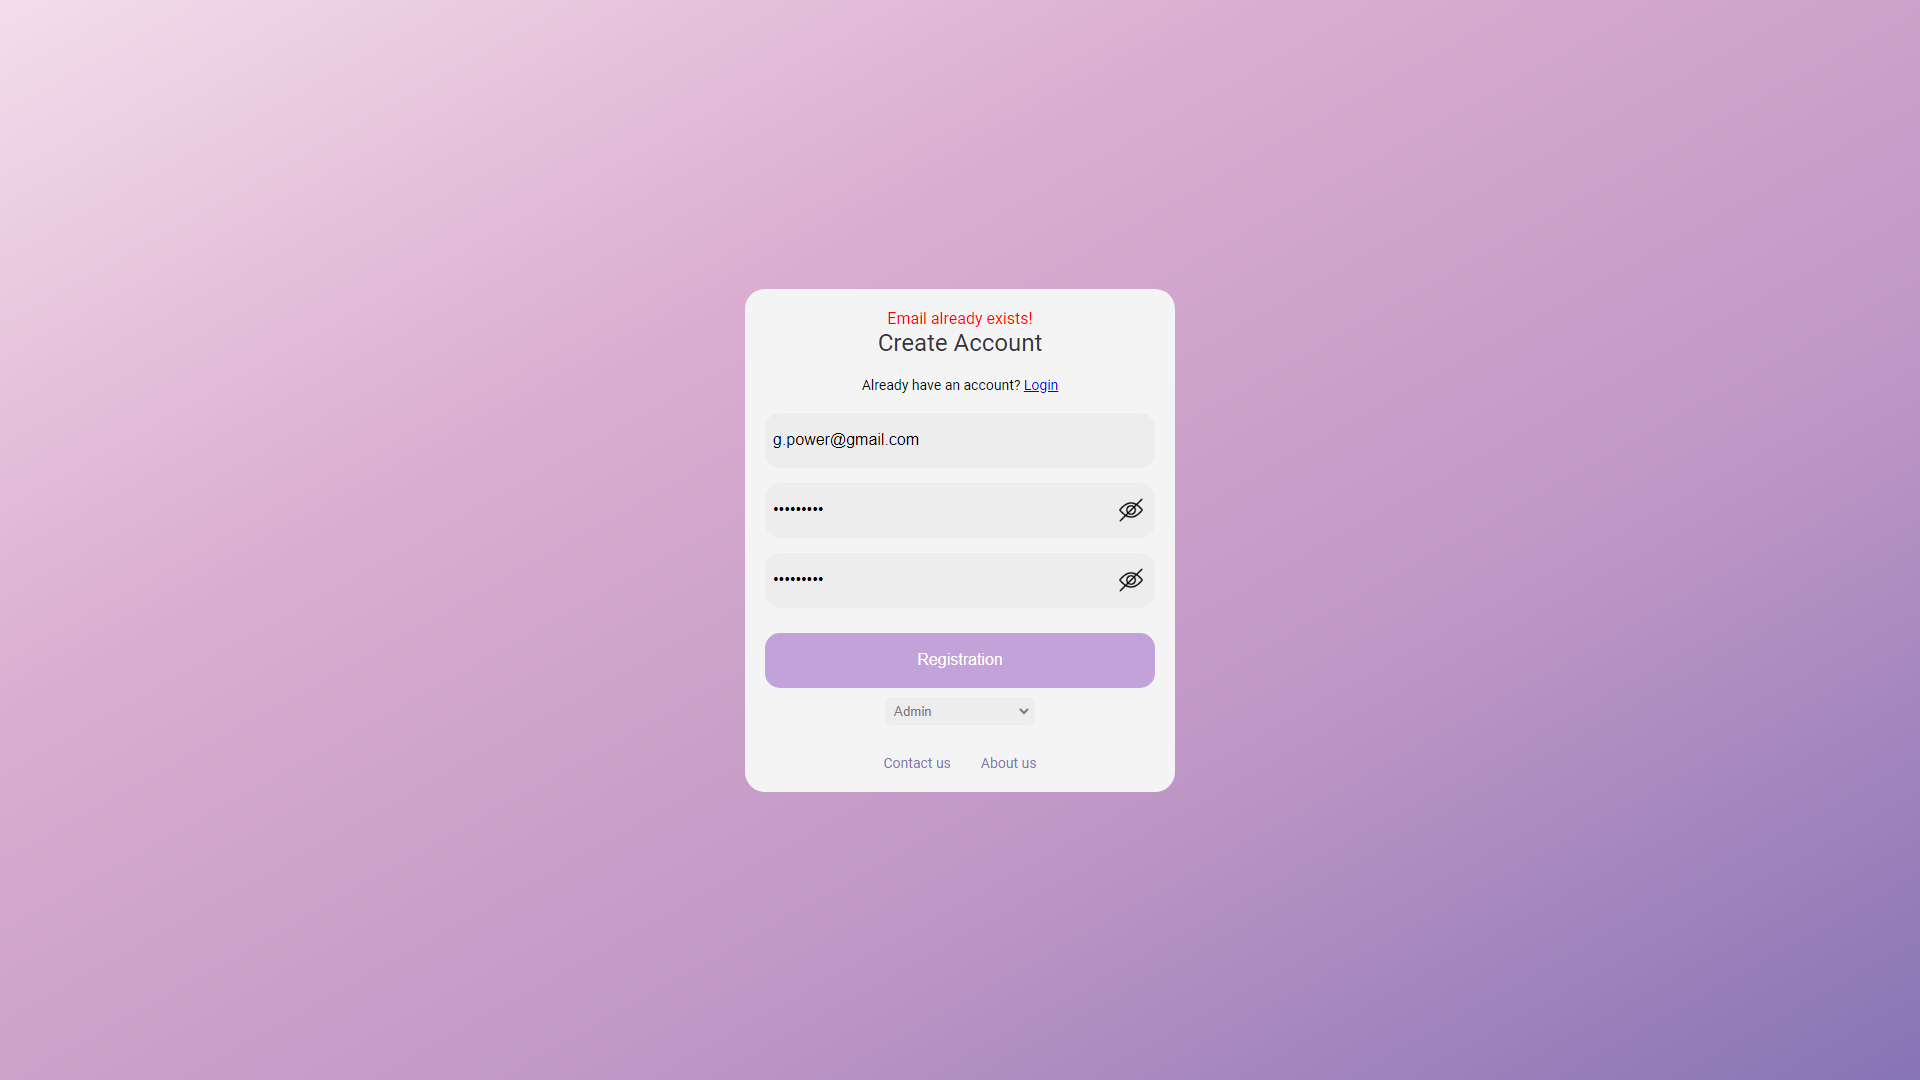 Email already exists!
Create Account
Already have an account? Login
g.power@gmail.com
•••••••••
•••••••••
Registration
Admin
Contact us About us